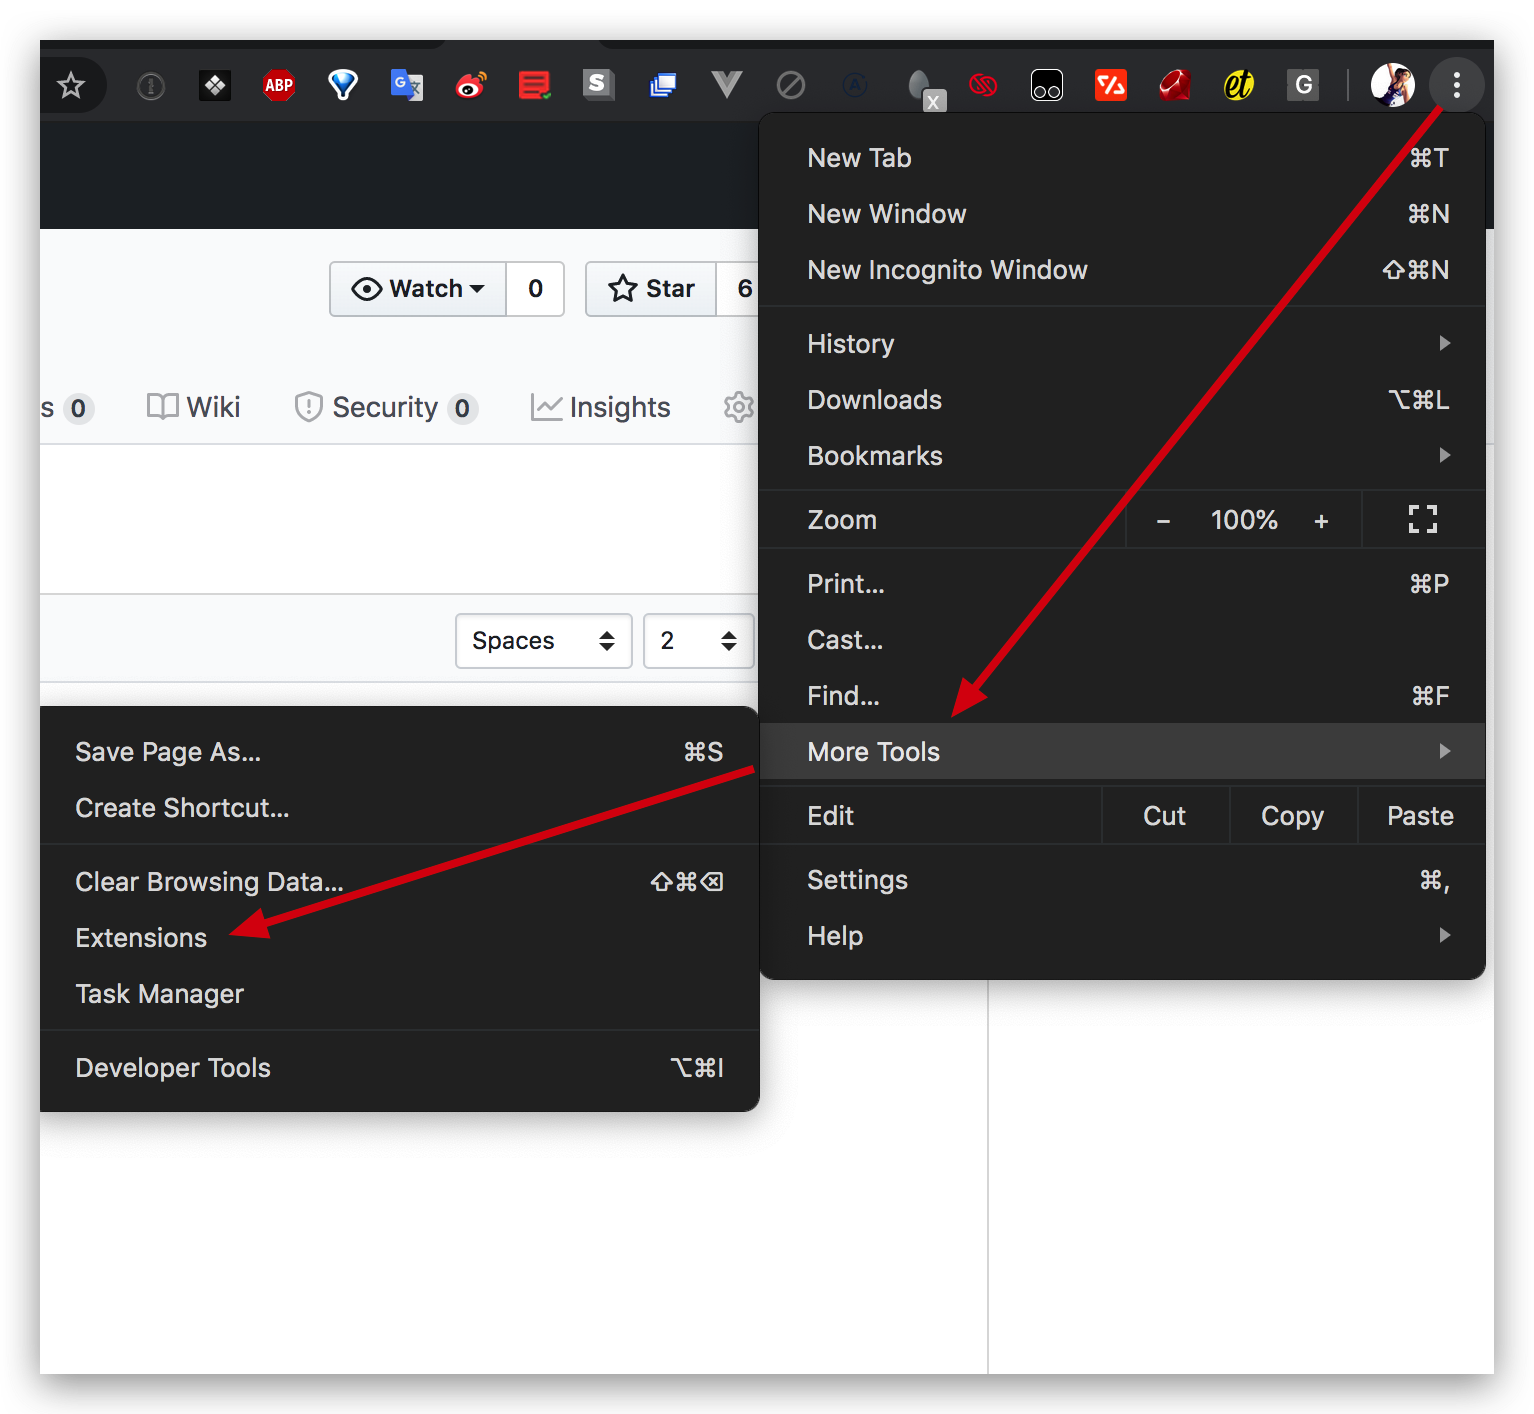 ABP
G
S
A
X
et
G
New Tab ⌘T
New Window ⌘N
New Incognito Window ⇧⌘N
Watch 0
Star 6
History
Downloads ⌥⌘L
s 0
Wiki
Security 0
Insights
Bookmarks
Zoom − 100% +
Print... ⌘P
Spaces
2
Cast...
Find... ⌘F
More Tools
Edit Cut Copy Paste
Settings ⌘,
Help
Save Page As... ⌘S
Create Shortcut...
Clear Browsing Data... ⇧⌘⌫
Extensions
Task Manager
Developer Tools ⌥⌘I